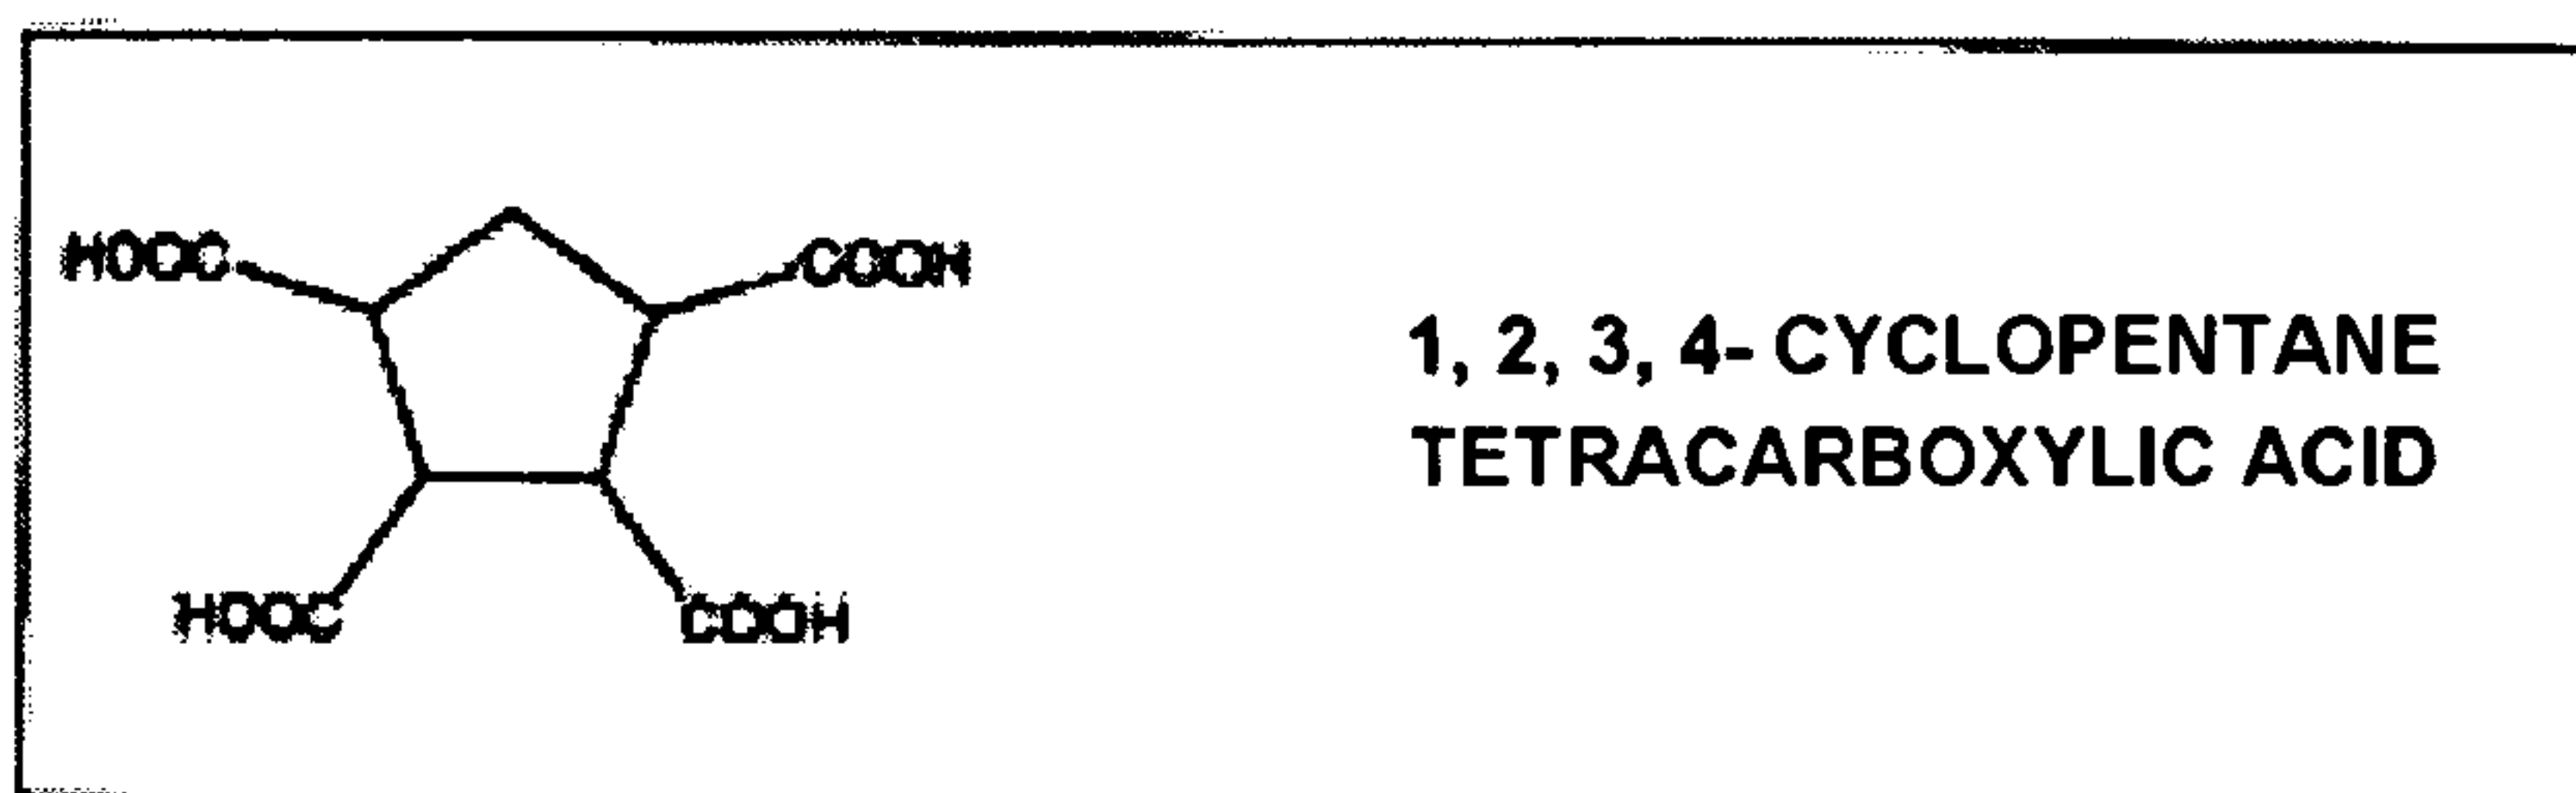 HOOC COOH
1, 2, 3, 4- CYCLOPENTANE
TETRACARBOXYLIC ACID
HOOC COOH